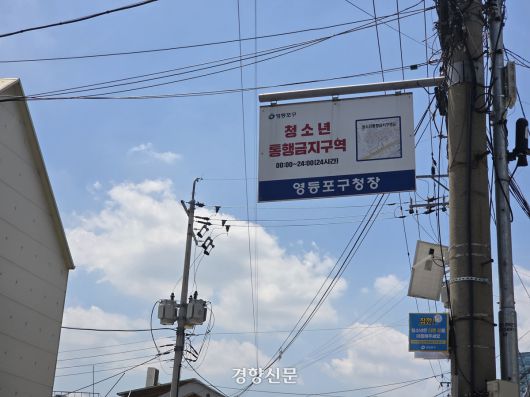 영등포구
청소년
통행금지구역
00:00~24:00(24시간)
영등포구청장
경향신문